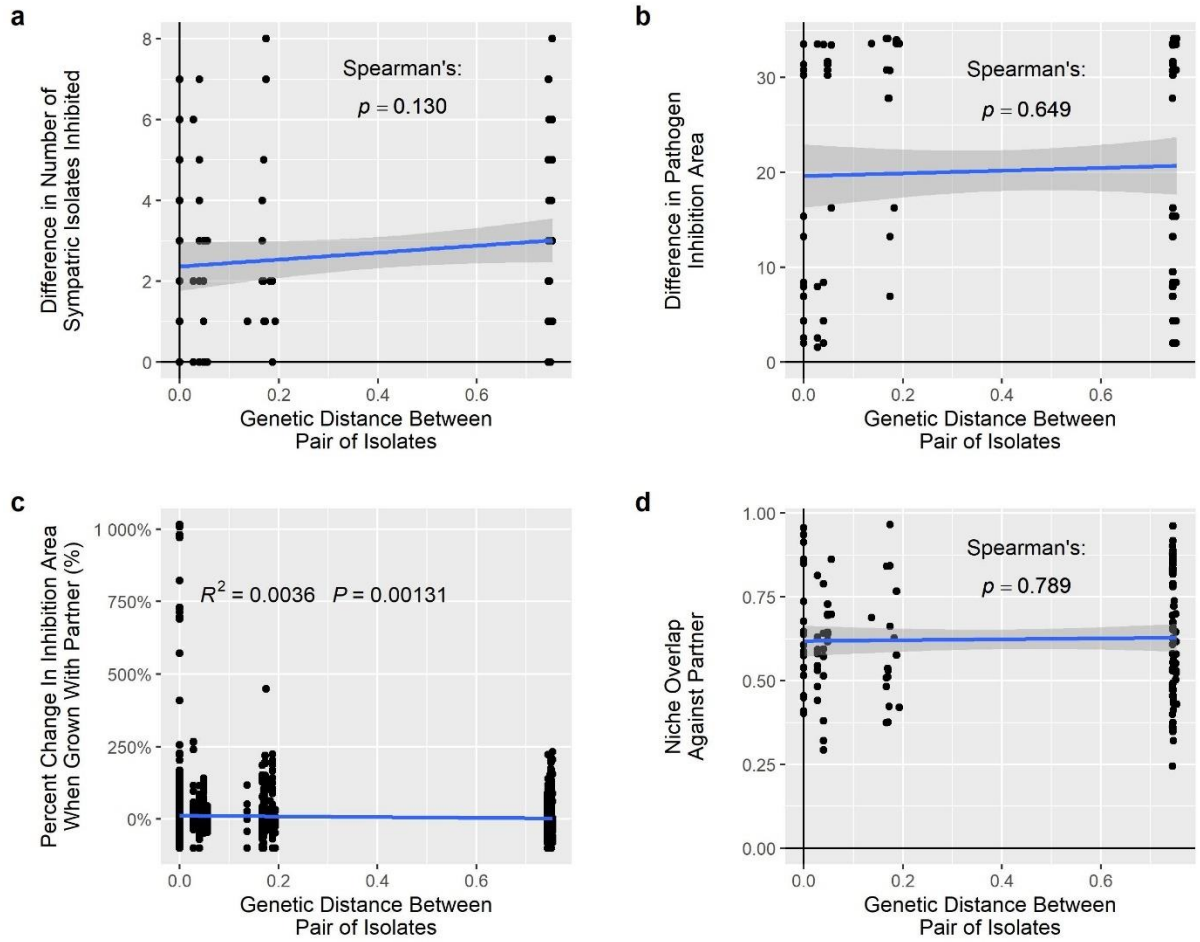 a
Difference in Number of
Sympatric Isolates Inhibited
8
6
4
2
0
Spearman's:
p = 0.130
0.0 0.2 0.4 0.6
Genetic Distance Between
Pair of Isolates
b
Difference in Pathogen
Inhibition Area
30
20
10
0
Spearman's:
p = 0.649
0.0 0.2 0.4 0.6
Genetic Distance Between
Pair of Isolates
c
Percent Change In Inhibition Area
When Grown With Partner (%)
1 000%
750%
500%
250%
0%
R² = 0.0036 P = 0.00131
0.0 0.2 0.4 0.6
Genetic Distance Between
Pair of Isolates
d
Niche Overlap
Against Partner
1.00
0.75
0.50
0.25
0.00
Spearman's:
p = 0.789
0.0 0.2 0.4 0.6
Genetic Distance Between
Pair of Isolates